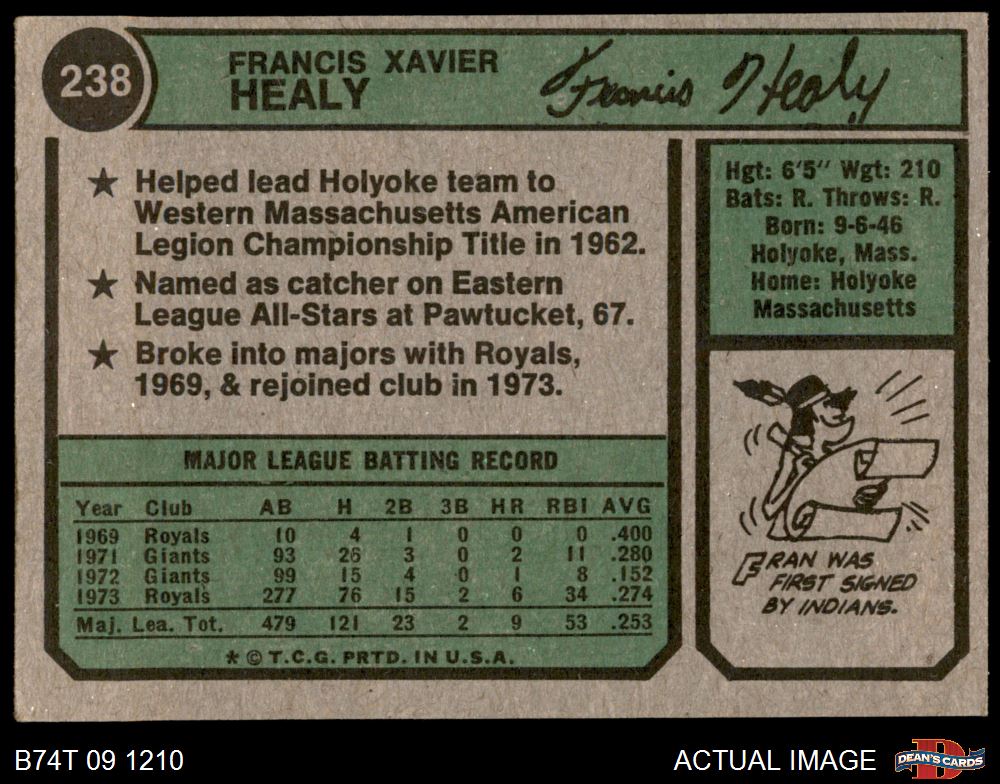 238
FRANCIS XAVIER
HEALY
Francis Healy
★ Helped lead Holyoke team to
Western Massachusetts American
Legion Championship Title in 1962.
★ Named as catcher on Eastern
League All-Stars at Pawtucket, 67.
★ Broke into majors with Royals,
1969, & rejoined club in 1973.
Hgt: 6'5" Wgt: 210
Bats: R. Throws: R.
Born: 9-6-46
Holyoke, Mass.
Home: Holyoke
Massachusetts
MAJOR LEAGUE BATTING RECORD
Year Club AB H 2B 3B HR RBI AVG
1969 Royals 10 4 1 0 0 0 .400
1971 Giants 93 26 3 0 2 11 .280
1972 Giants 99 15 4 0 1 8 .152
1973 Royals 277 76 15 2 6 34 .274
Maj. Lea. Tot. 479 121 23 2 9 53 .253
* © T.C.G. PRTD. IN U.S.A.
FRAN WAS
FIRST SIGNED
BY INDIANS.
B74T 09 1210
ACTUAL IMAGE
D
DEAN'S CARDS